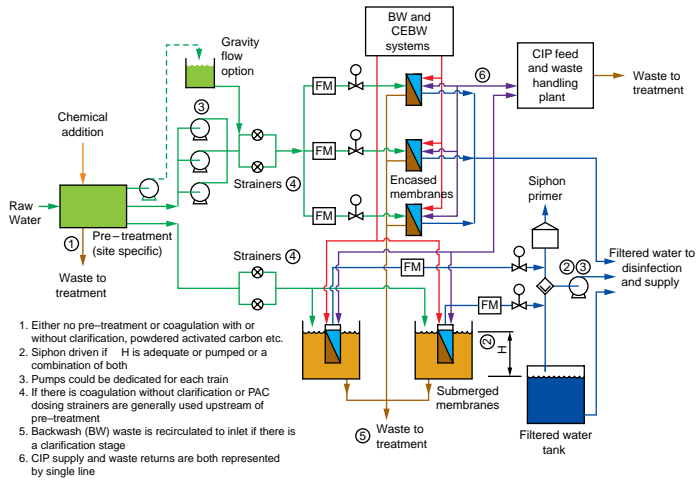 BW and
CEBW
systems
Gravity
flow
option
CIP feed
and waste
handling
plant
Waste to
treatment
6
FM
3
Chemical
addition
FM
Strainers 4
Encased
membranes
Siphon
primer
Raw
Water
FM
1
Pre–treatment
(site specific)
Waste to
treatment
Strainers 4
FM
2 3
Filtered water to
disinfection
and supply
FM
2
H
Submerged
membranes
5
Waste to
treatment
Filtered water
tank
1. Either no pre–treatment or coagulation with or
without clarification, powdered activated carbon etc.
2. Siphon driven if H is adequate or pumped or a
combination of both
3. Pumps could be dedicated for each train
4. If there is coagulation without clarification or PAC
dosing strainers are generally used upstream of
pre–treatment
5. Backwash (BW) waste is recirculated to inlet if there is
a clarification stage
6. CIP supply and waste returns are both represented
by single line